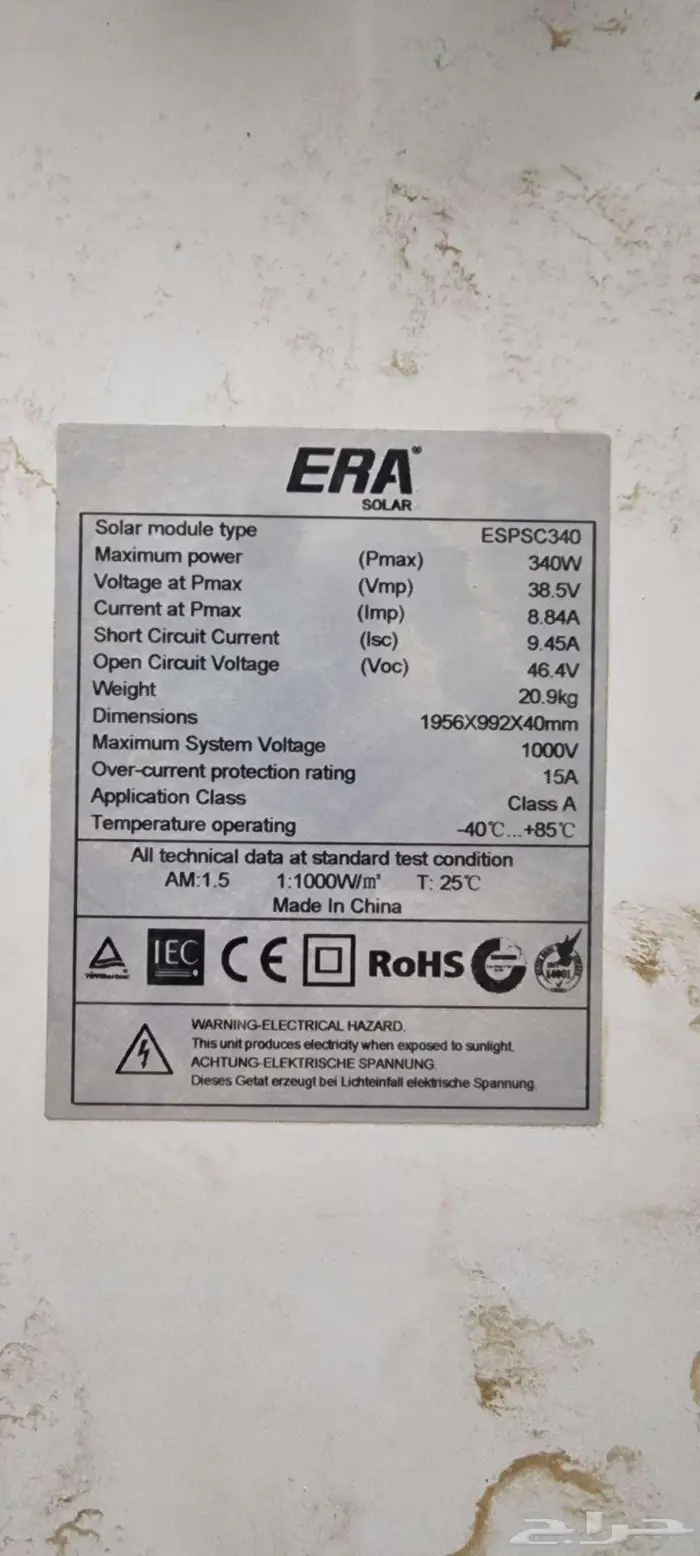 ERA®
SOLAR
Solar module type ESPSC340
Maximum power (Pmax) 340W
Voltage at Pmax (Vmp) 38.5V
Current at Pmax (Imp) 8.84A
Short Circuit Current (Isc) 9.45A
Open Circuit Voltage (Voc) 46.4V
Weight 20.9kg
Dimensions 1956X992X40mm
Maximum System Voltage 1000V
Over-current protection rating 15A
Application Class Class A
Temperature operating -40℃...+85℃
All technical data at standard test condition
AM:1.5 1:1000W/m² T: 25℃
Made In China
IEC CE RoHS 14001
WARNING-ELECTRICAL HAZARD.
This unit produces electricity when exposed to sunlight.
ACHTUNG-ELEKTRISCHE SPANNUNG.
Dieses Getat erzeugt bei Lichteinfall elektrische Spannung
حراج